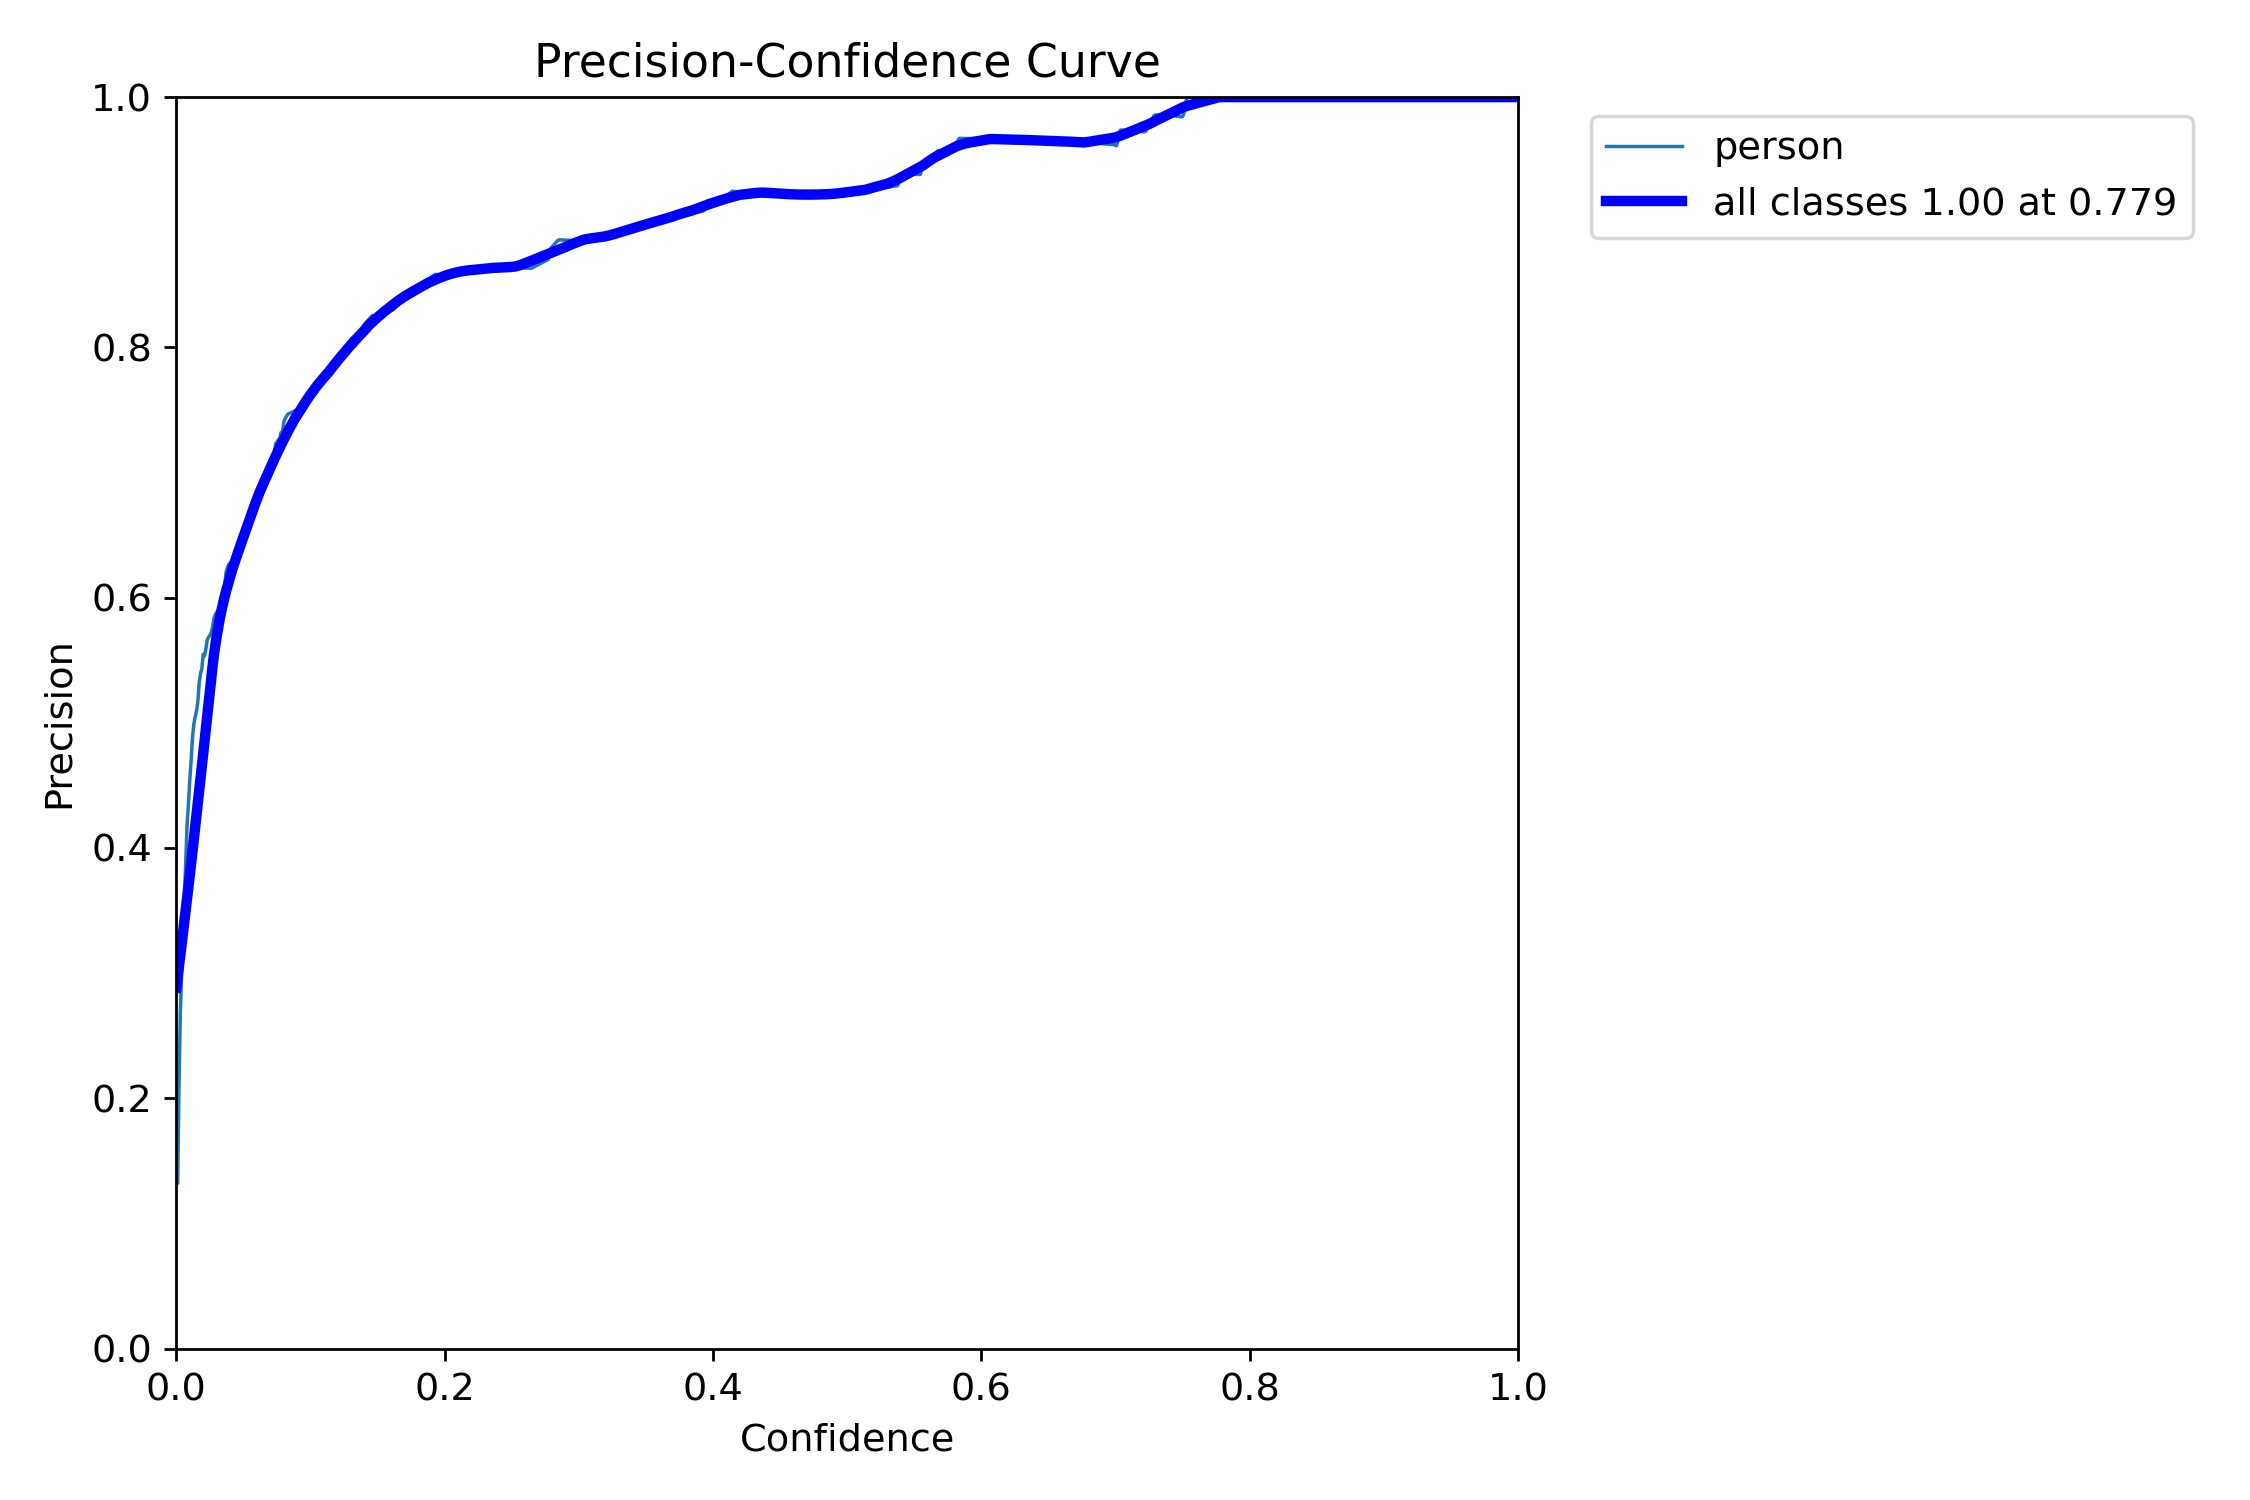 Precision-Confidence Curve
1.0
0.8
0.6
0.4
0.2
0.0
Precision
0.0 0.2 0.4 0.6 0.8 1.0
Confidence
person
all classes 1.00 at 0.779